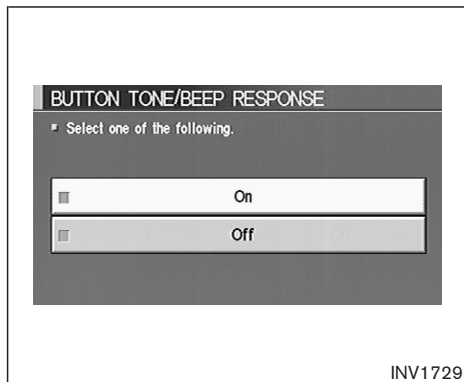 BUTTON TONE/BEEP RESPONSE
Select one of the following.
On
Off
INV1729